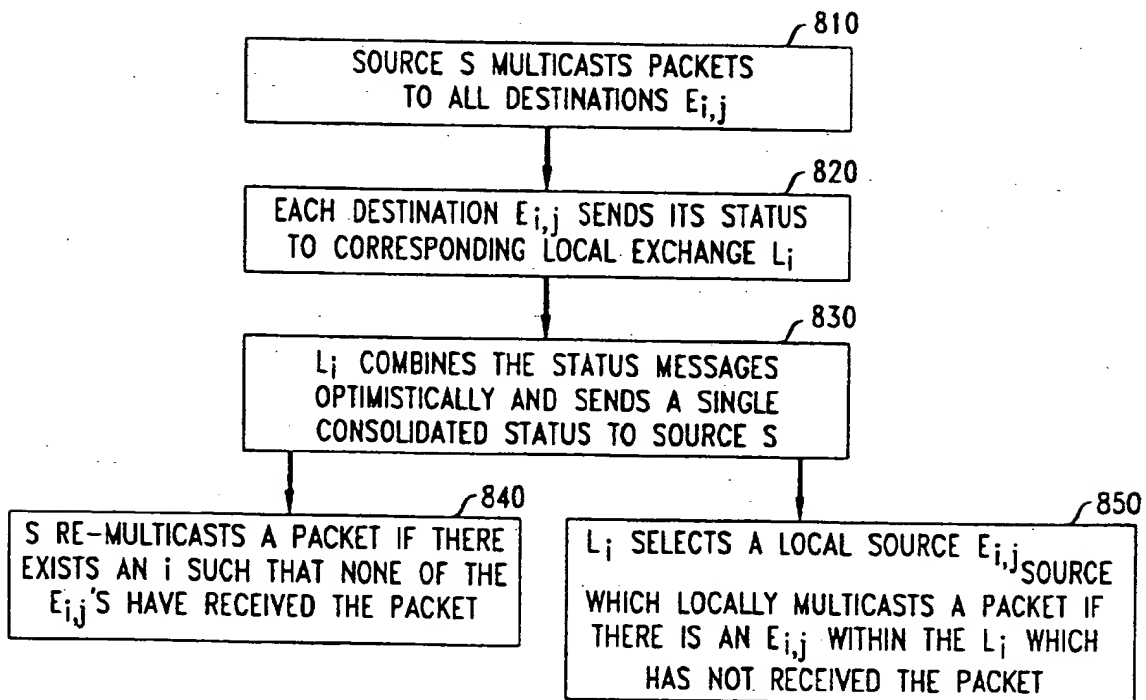 810
SOURCE S MULTICASTS PACKETS
TO ALL DESTINATIONS Ei,j
820
EACH DESTINATION Ei,j SENDS ITS STATUS
TO CORRESPONDING LOCAL EXCHANGE Li
830
Li COMBINES THE STATUS MESSAGES
OPTIMISTICALLY AND SENDS A SINGLE
CONSOLIDATED STATUS TO SOURCE S
840
S RE-MULTICASTS A PACKET IF THERE
EXISTS AN i SUCH THAT NONE OF THE
Ei,j'S HAVE RECEIVED THE PACKET
850
Li SELECTS A LOCAL SOURCE Ei,jSOURCE
WHICH LOCALLY MULTICASTS A PACKET IF
THERE IS AN Ei,j WITHIN THE Li WHICH
HAS NOT RECEIVED THE PACKET